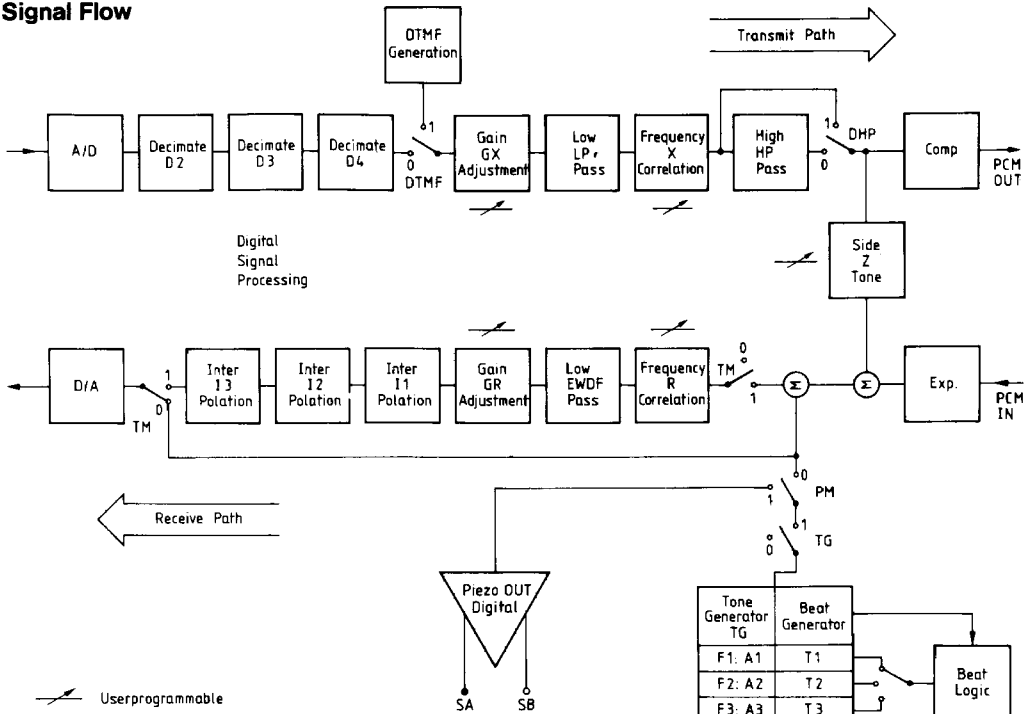 Signal Flow
DTMF
Generation
Transmit Path
1
0
DTMF
A/D
Decimate
D2
Decimate
D3
Decimate
D4
Gain
GX
Adjustment
Low
LP
Pass
Frequency
X
Correlation
High
HP
Pass
1
0
DHP
Comp
PCM
OUT
Digital
Signal
Processing
Side
Z
Tone
D/A
1
0
TM
Inter
I3
Polation
Inter
I2
Polation
Inter
I1
Polation
Gain
GR
Adjustment
Low
EWDF
Pass
Frequency
R
Correlation
TM
0
1
Σ
Σ
Exp.
PCM
IN
Receive Path
0
1
PM
1
0
TG
Piezo OUT
Digital
SA
SB
Tone
Generator
TG
Beat
Generator
F1: A1
T1
F2: A2
T2
F3: A3
T3
Beat
Logic
Userprogrammable